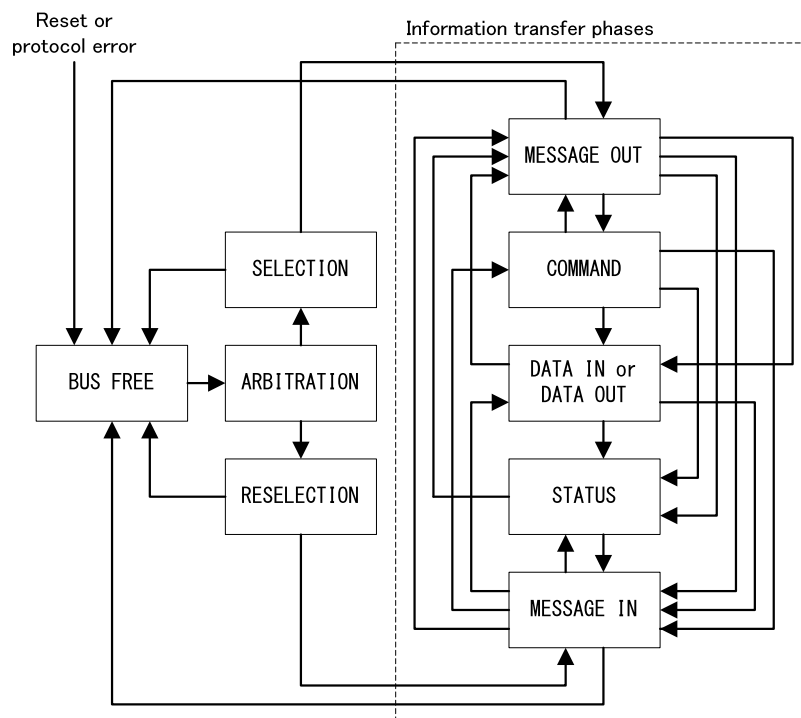 Reset or
protocol error
Information transfer phases
MESSAGE OUT
SELECTION
COMMAND
BUS FREE
ARBITRATION
DATA IN or
DATA OUT
RESELECTION
STATUS
MESSAGE IN